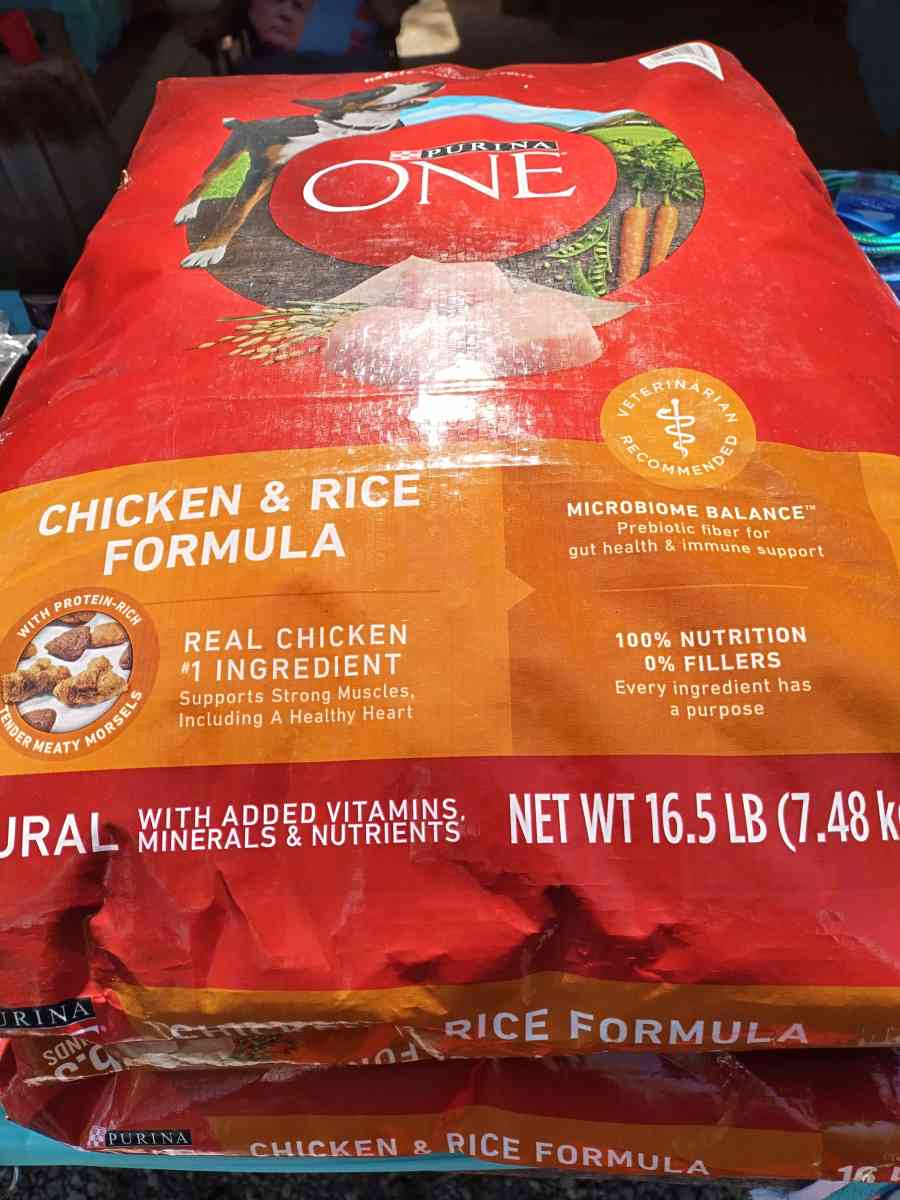 PURINA
ONE
VETERINARIAN
RECOMMENDED
CHICKEN & RICE
FORMULA
MICROBIOME BALANCE™
Prebiotic fiber for
gut health & immune support
WITH PROTEIN-RICH
TENDER MEATY MORSELS
REAL CHICKEN
#1 INGREDIENT
Supports Strong Muscles,
Including A Healthy Heart
100% NUTRITION
0% FILLERS
Every ingredient has
a purpose
URAL WITH ADDED VITAMINS,
MINERALS & NUTRIENTS
NET WT 16.5 LB (7.48 k
URINA
RICE FORMULA
PURINA
CHICKEN & RICE FORMULA